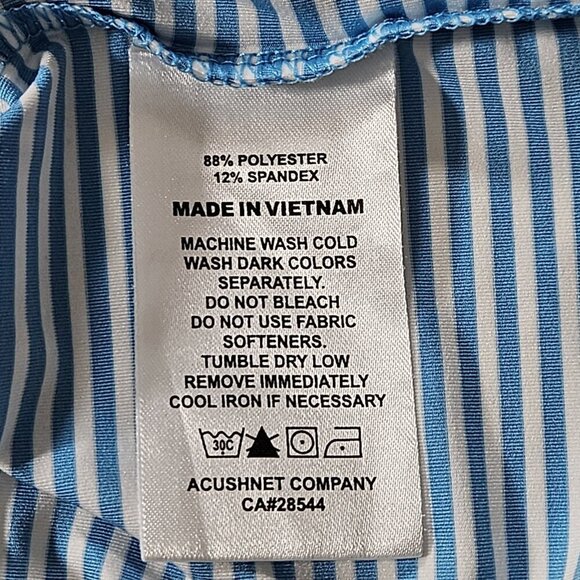 88% POLYESTER
12% SPANDEX
MADE IN VIETNAM
MACHINE WASH COLD
WASH DARK COLORS
SEPARATELY.
DO NOT BLEACH
DO NOT USE FABRIC
SOFTENERS.
TUMBLE DRY LOW
REMOVE IMMEDIATELY
COOL IRON IF NECESSARY
30C
ACUSHNET COMPANY
CA#28544